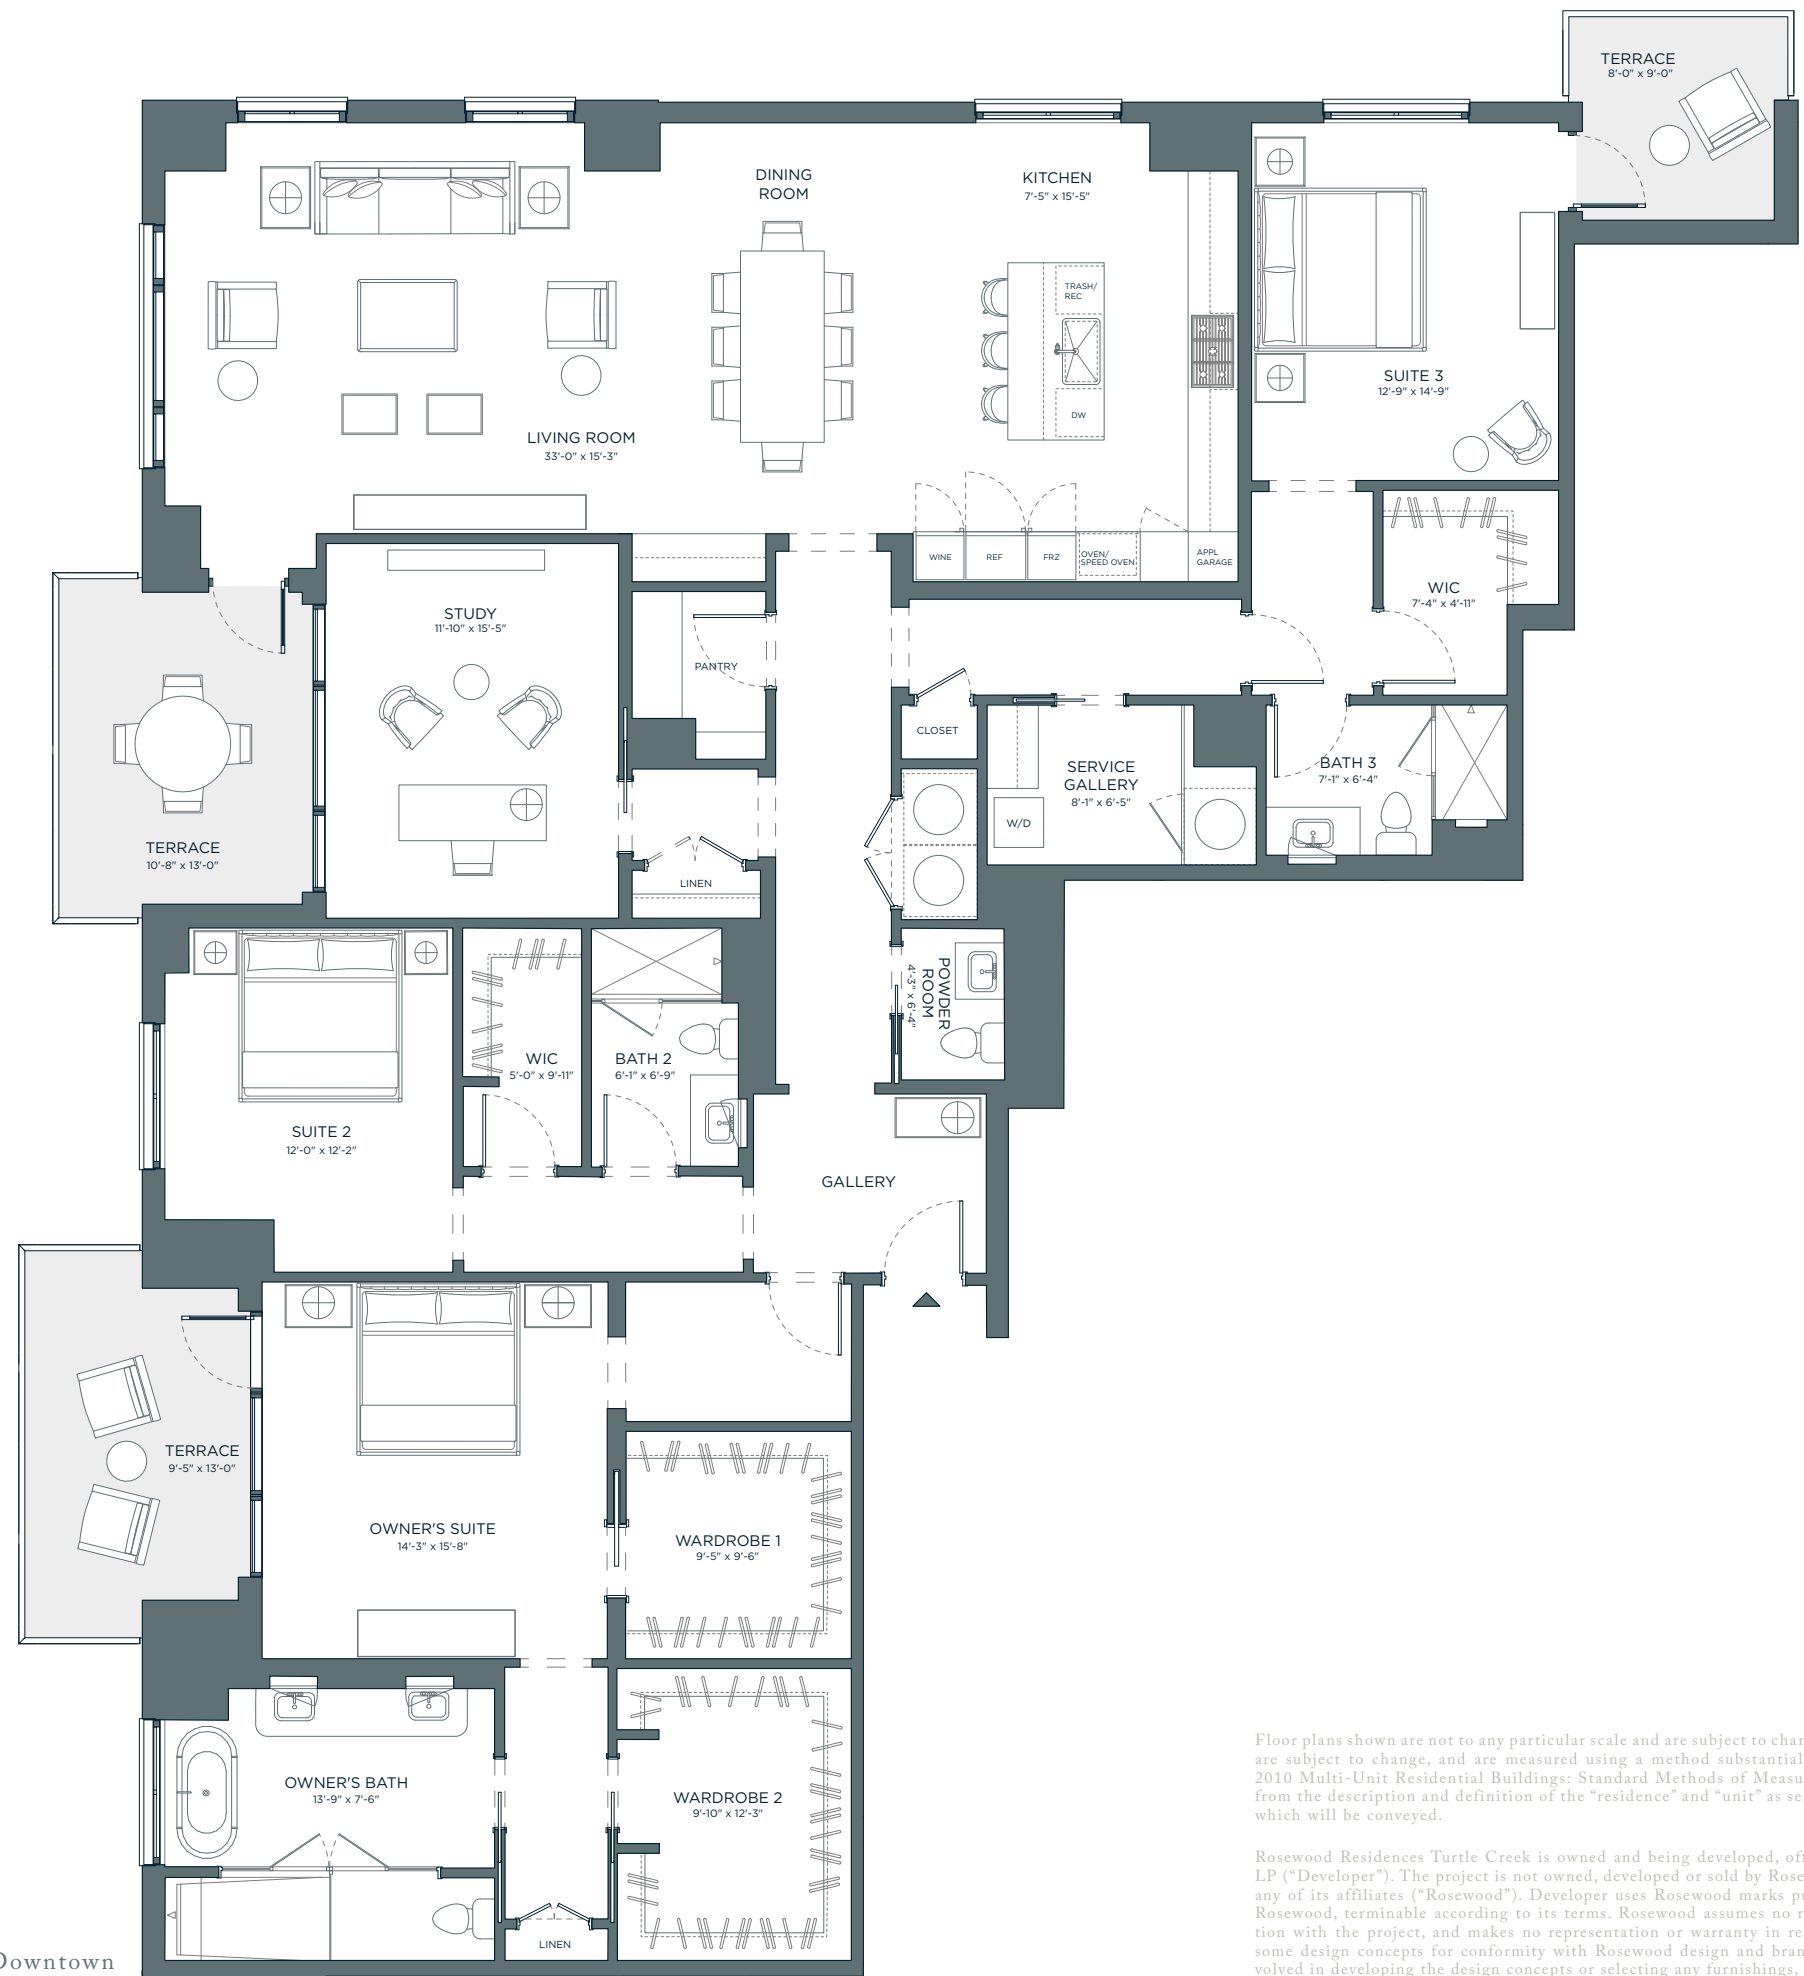 TERRACE
8'-0" x 9'-0"
DINING
ROOM
KITCHEN
7'-5" x 15'-5"
TRASH/
REC
DW
SUITE 3
12'-9" x 14'-9"
LIVING ROOM
33'-0" x 15'-3"
WINE
REF
FRZ
OVEN/
SPEED OVEN
APPL
GARAGE
WIC
7'-4" x 4'-11"
STUDY
11'-10" x 15'-5"
PANTRY
CLOSET
SERVICE
GALLERY
8'-1" x 6'-5"
W/D
BATH 3
7'-1" x 6'-4"
TERRACE
10'-8" x 13'-0"
LINEN
POWDER
ROOM
4'-3" x 6'-4"
WIC
5'-0" x 9'-11"
BATH 2
6'-1" x 6'-9"
SUITE 2
12'-0" x 12'-2"
GALLERY
TERRACE
9'-5" x 13'-0"
OWNER'S SUITE
14'-3" x 15'-8"
WARDROBE 1
9'-5" x 9'-6"
OWNER'S BATH
13'-9" x 7'-6"
WARDROBE 2
9'-10" x 12'-3"
LINEN
Downtown
Floor plans shown are not to any particular scale and are subject to chan
are subject to change, and are measured using a method substantial
2010 Multi-Unit Residential Buildings: Standard Methods of Measu
from the description and definition of the “residence” and “unit” as se
which will be conveyed.
Rosewood Residences Turtle Creek is owned and being developed, off
LP (“Developer”). The project is not owned, developed or sold by Rose
any of its affiliates (“Rosewood”). Developer uses Rosewood marks pu
Rosewood, terminable according to its terms. Rosewood assumes no r
tion with the project, and makes no representation or warranty in re
some design concepts for conformity with Rosewood design and bran
volved in developing the design concepts or selecting any furnishings,